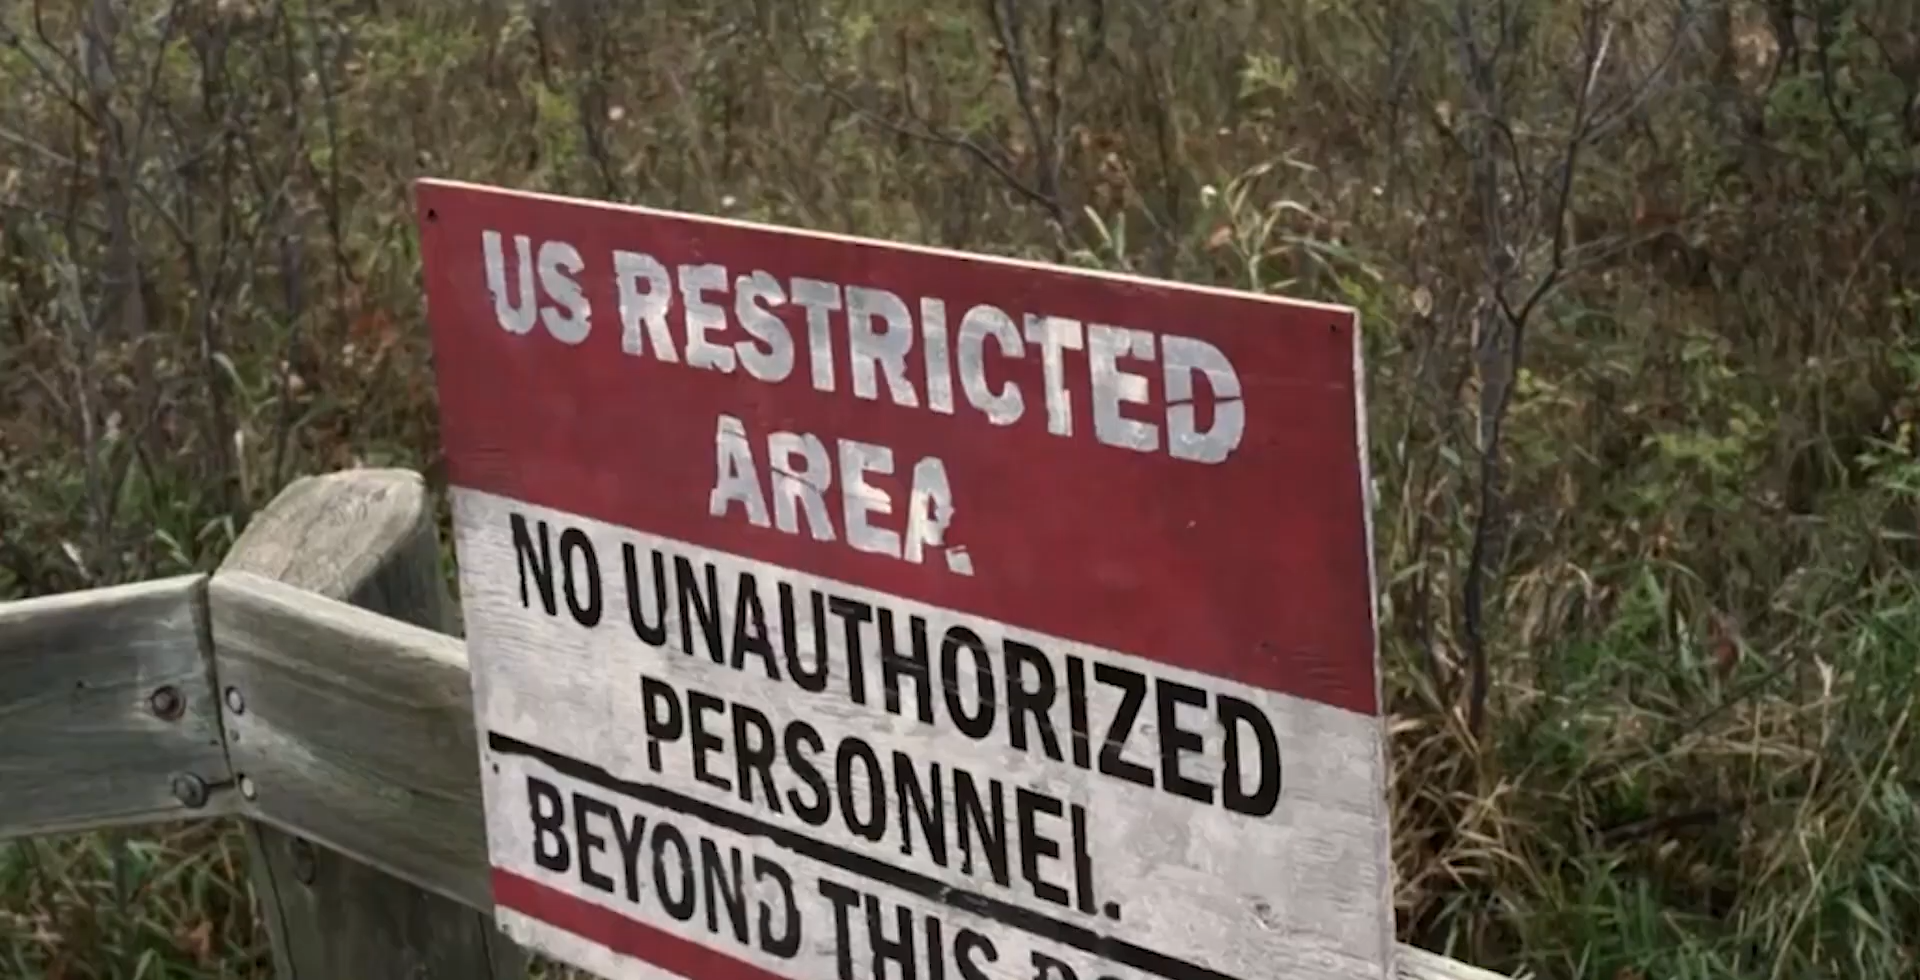 US RESTRICTED
AREA
NO UNAUTHORIZED
PERSONNEL.
BEYOND THIS